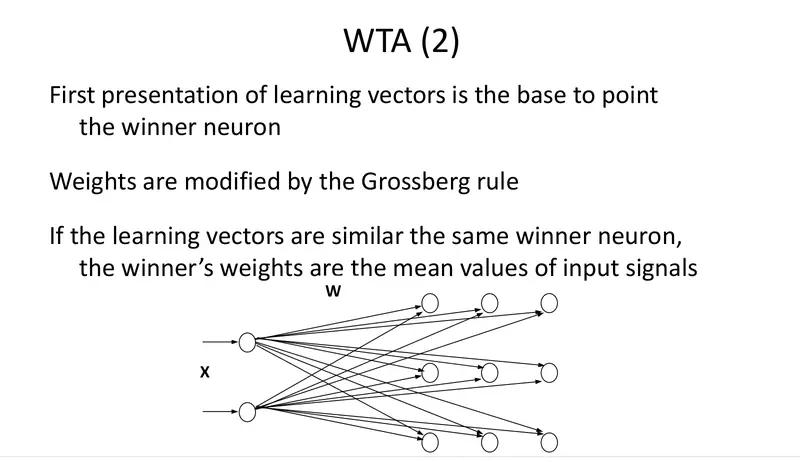 WTA (2)
First presentation of learning vectors is the base to point
the winner neuron
Weights are modified by the Grossberg rule
If the learning vectors are similar the same winner neuron,
the winner’s weights are the mean values of input signals
W
X